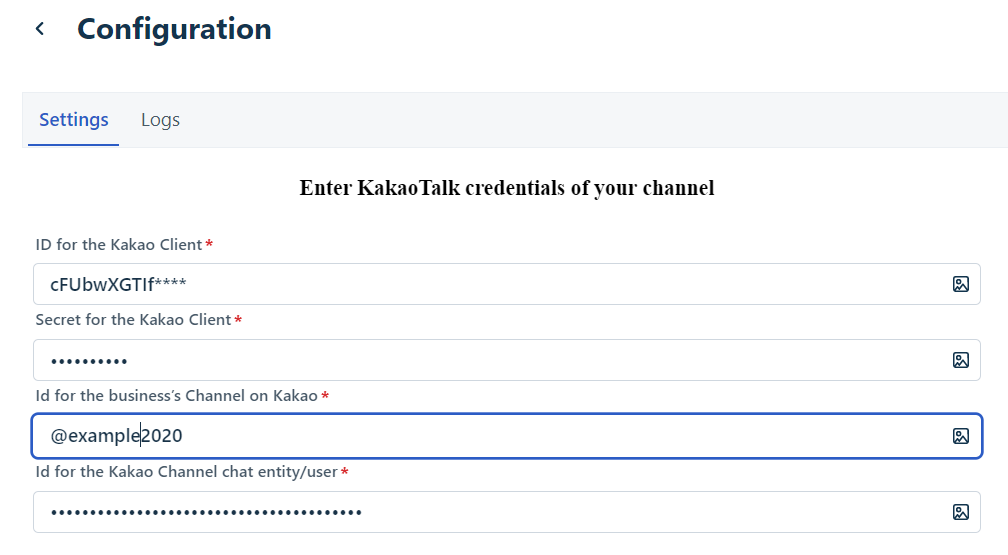 Configuration
Settings Logs
Enter KakaoTalk credentials of your channel
ID for the Kakao Client*
cFUbwXGTIf****
Secret for the Kakao Client*
••••••••••
Id for the business's Channel on Kakao*
@example2020
Id for the Kakao Channel chat entity/user*
••••••••••••••••••••••••••••••••••••••••